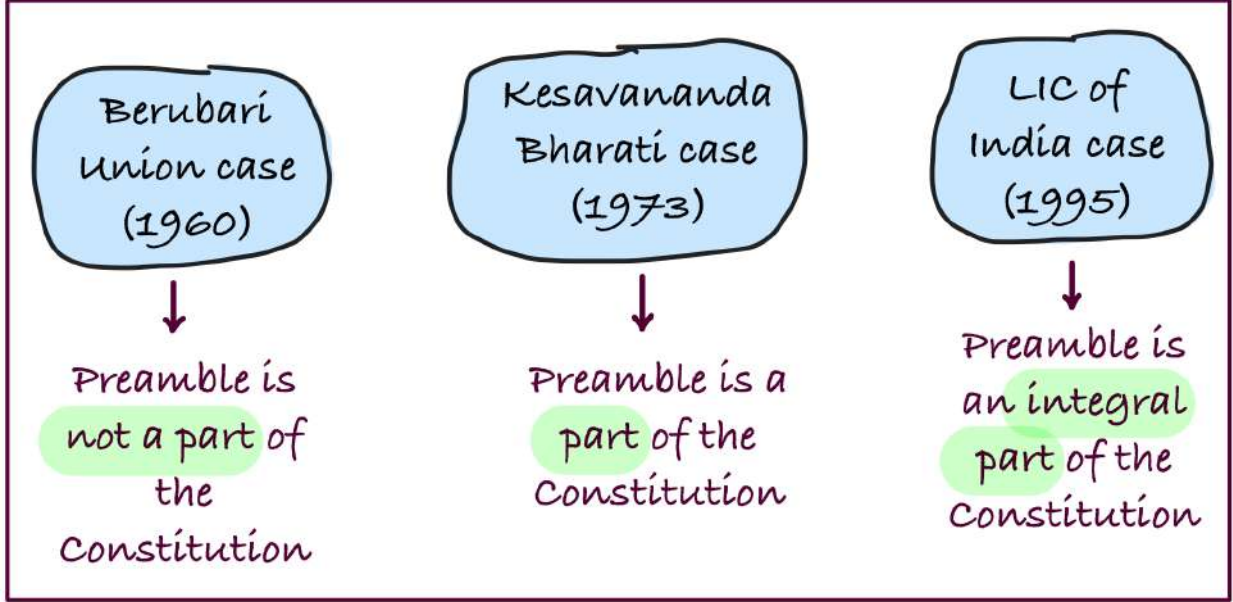 Berubari
Union case
(1960)
Preamble is
not a part of
the
Constitution
Kesavananda
Bharati case
(1973)
Preamble is a
part of the
Constitution
LIC of
India case
(1995)
Preamble is
an integral
part of the
Constitution